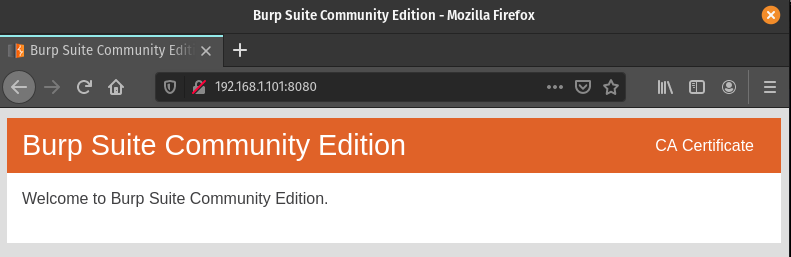 Burp Suite Community Edition - Mozilla Firefox
Burp Suite Community Edit
192.168.1.101:8080
Burp Suite Community Edition
CA Certificate
Welcome to Burp Suite Community Edition.